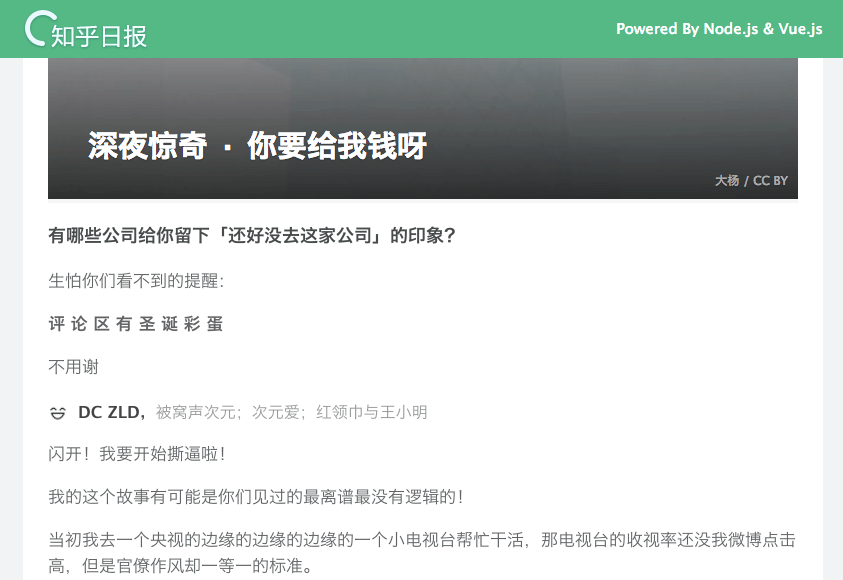 知乎日报
Powered By Node.js & Vue.js
深夜惊奇 · 你要给我钱呀
大杨 / CC BY
有哪些公司给你留下「还好没去这家公司」的印象？
生怕你们看不到的提醒：
评 论 区 有 圣 诞 彩 蛋
不用谢
DC ZLD，被窝声次元；次元爱；红领巾与王小明
闪开！我要开始撕逼啦！
我的这个故事有可能是你们见过的最离谱最没有逻辑的！
当初我去一个央视的边缘的边缘的边缘的一个小电视台帮忙干活，那电视台的收视率还没我微博点击
高，但是官僚作风却一等一的标准。